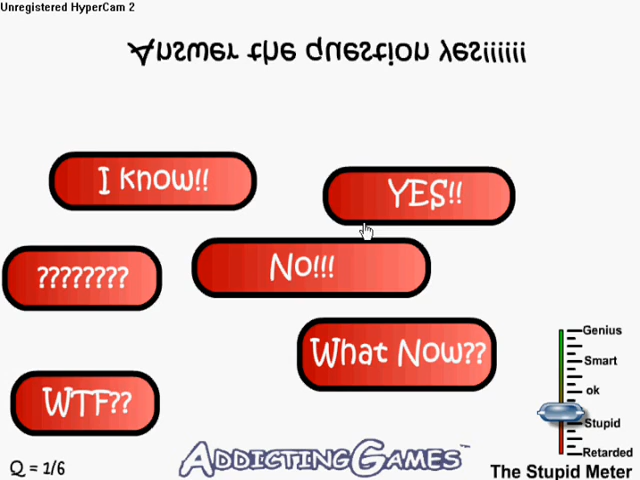 Unregistered HyperCam 2
Answer the question yes!!!!!!
I know!!
YES!!
????????
No!!!
What Now??
WTF??
Genius
Smart
ok
Stupid
Retarded
The Stupid Meter
Q = 1/6
ADDICTINGGAMES™